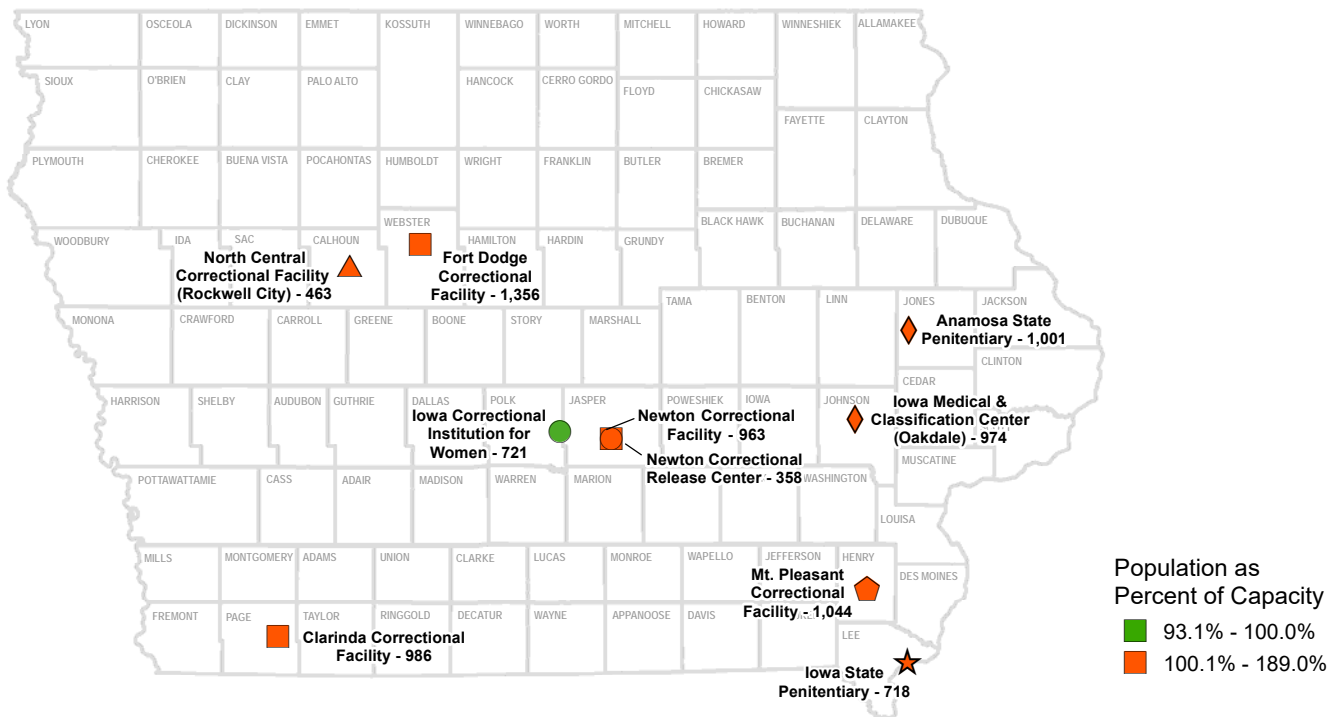 LYON
OSCEOLA
DICKINSON
EMMET
KOSSUTH
WINNEBAGO
WORTH
MITCHELL
HOWARD
WINNESHIEK
ALLAMAKEE
SIOUX
O'BRIEN
CLAY
PALO ALTO
HANCOCK
CERRO GORDO
FLOYD
CHICKASAW
FAYETTE
CLAYTON
PLYMOUTH
CHEROKEE
BUENA VISTA
POCAHONTAS
HUMBOLDT
WRIGHT
FRANKLIN
BUTLER
BREMER
WEBSTER
BLACK HAWK
BUCHANAN
DELAWARE
DUBUQUE
WOODBURY
IDA
SAC
CALHOUN
HAMILTON
HARDIN
GRUNDY
North Central
Correctional Facility
(Rockwell City) - 463
Fort Dodge
Correctional
Facility - 1,356
TAMA
BENTON
LINN
JONES
JACKSON
Anamosa State
Penitentiary - 1,001
MONONA
CRAWFORD
CARROLL
GREENE
BOONE
STORY
MARSHALL
CLINTON
CEDAR
HARRISON
SHELBY
AUDUBON
GUTHRIE
DALLAS
POLK
JASPER
POWESHIEK
IOWA
JOHNSON
Iowa Correctional
Institution for
Women - 721
Newton Correctional
Facility - 963
Newton Correctional
Release Center - 358
Iowa Medical &
Classification Center
(Oakdale) - 974
MUSCATINE
POTTAWATTAMIE
CASS
ADAIR
MADISON
WARREN
MARION
WASHINGTON
LOUISA
MILLS
MONTGOMERY
ADAMS
UNION
CLARKE
LUCAS
MONROE
WAPELLO
JEFFERSON
HENRY
DES MOINES
Mt. Pleasant
Correctional
Facility - 1,044
FREMONT
PAGE
TAYLOR
RINGGOLD
DECATUR
WAYNE
APPANOOSE
DAVIS
LEE
Clarinda Correctional
Facility - 986
Iowa State
Penitentiary - 718
Population as
Percent of Capacity
93.1% - 100.0%
100.1% - 189.0%